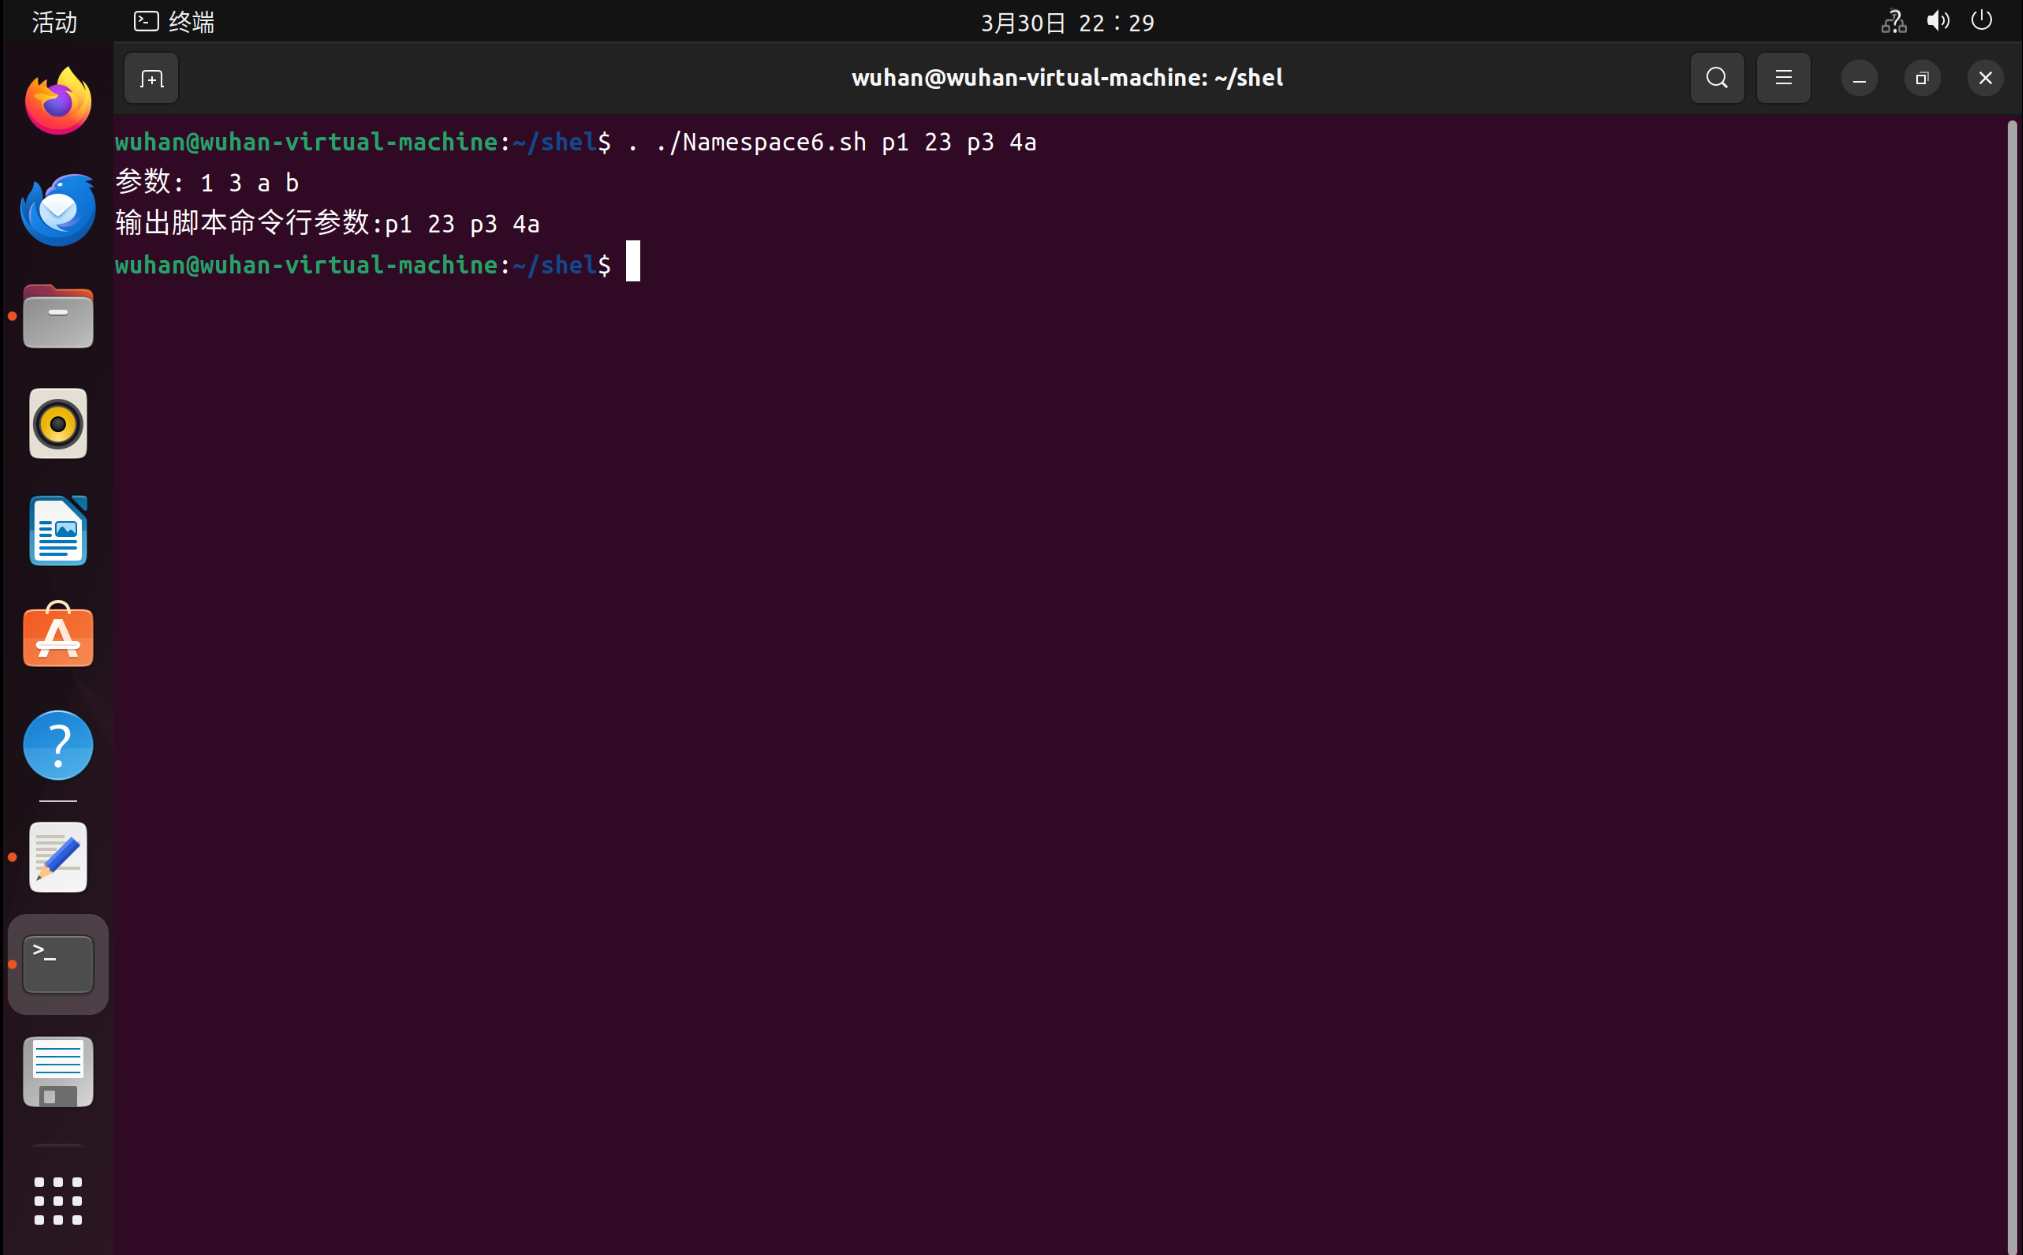 活动 终端 3月30日 22：29
wuhan@wuhan-virtual-machine: ~/shel
wuhan@wuhan-virtual-machine:~/shel$ . ./Namespace6.sh p1 23 p3 4a
参数: 1 3 a b
输出脚本命令行参数:p1 23 p3 4a
wuhan@wuhan-virtual-machine:~/shel$